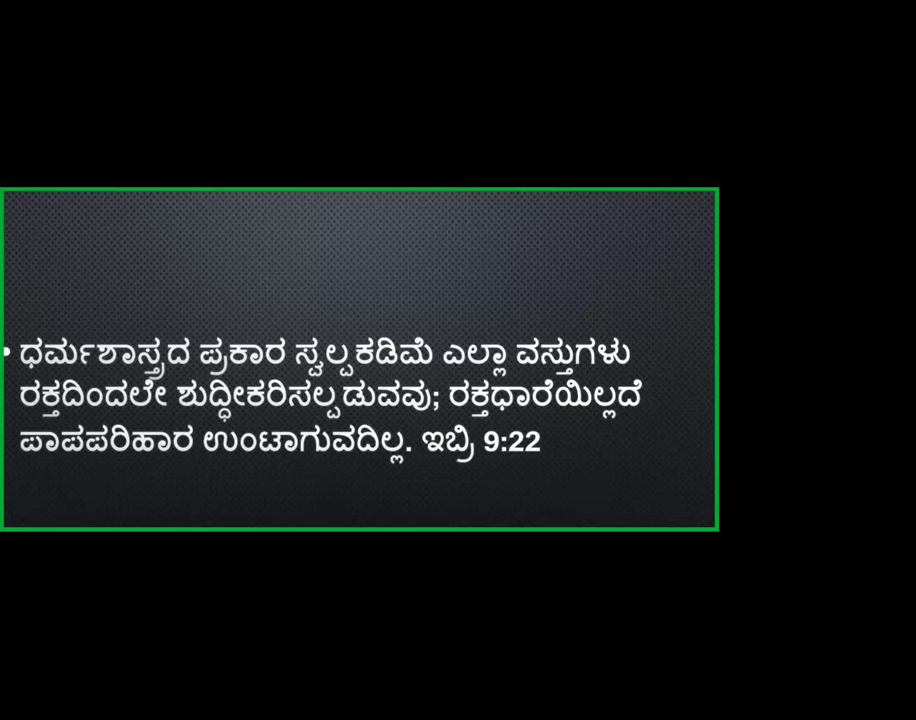 • ಧರ್ಮಶಾಸ್ತ್ರದ ಪ್ರಕಾರ ಸ್ವಲ್ಪಕಡಿಮೆ ಎಲ್ಲಾ ವಸ್ತುಗಳು
ರಕ್ತದಿಂದಲೇ ಶುದ್ಧೀಕರಿಸಲ್ಪಡುವವು; ರಕ್ತಧಾರೆಯಿಲ್ಲದೆ
ಪಾಪಪರಿಹಾರ ಉಂಟಾಗುವದಿಲ್ಲ. ಇಬ್ರಿ 9:22